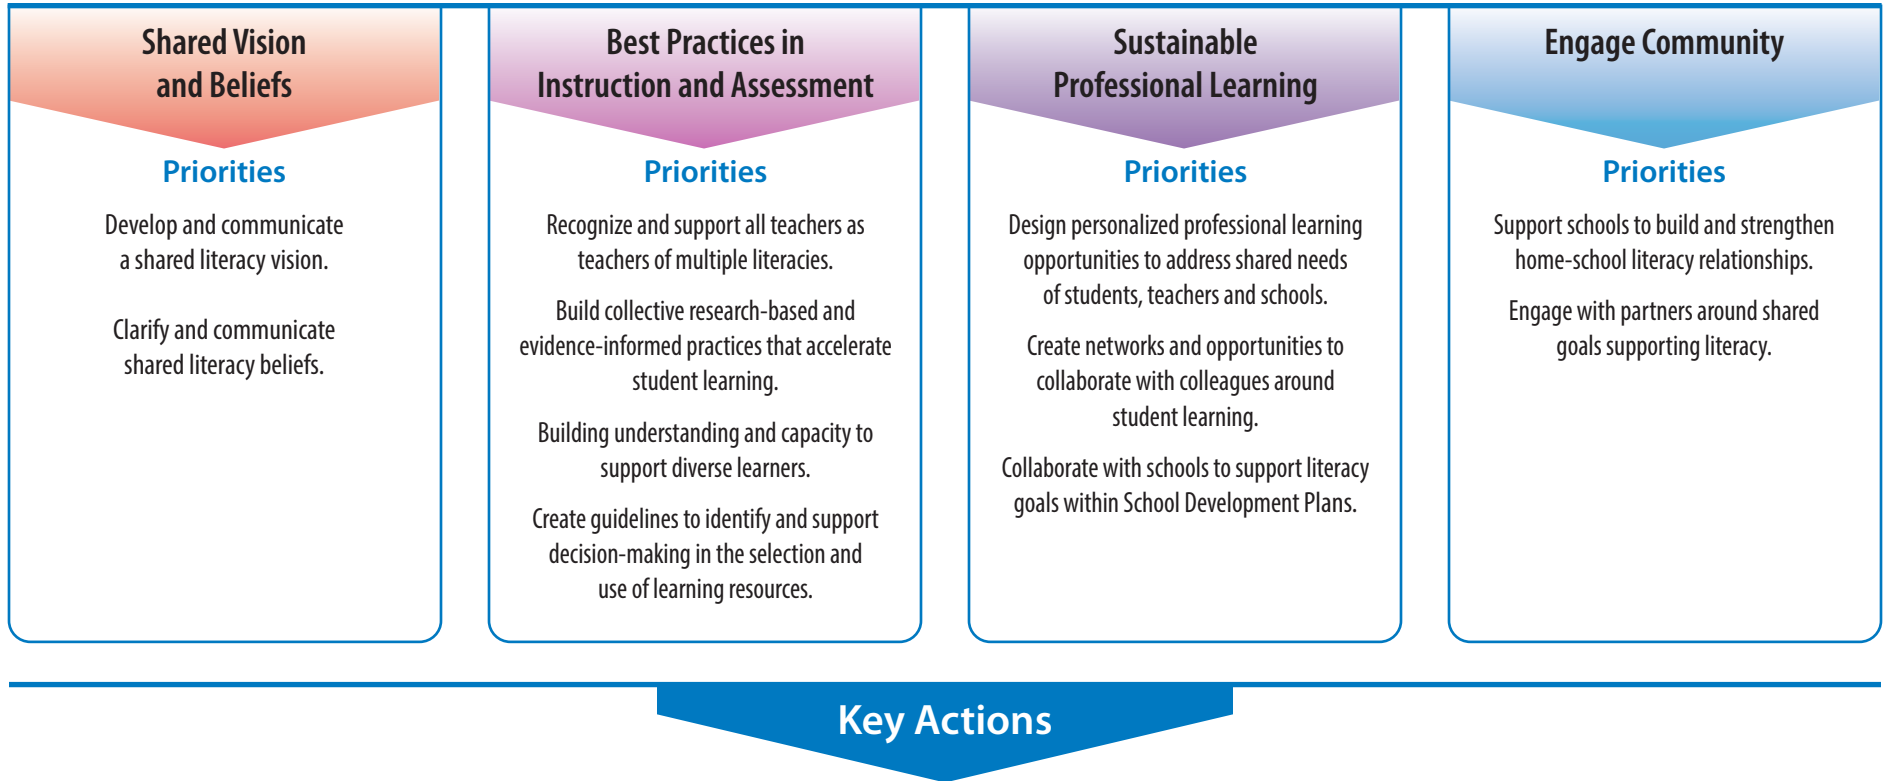 Shared Vision
and Beliefs
Priorities
Develop and communicate
a shared literacy vision.
Clarify and communicate
shared literacy beliefs.
Best Practices in
Instruction and Assessment
Priorities
Recognize and support all teachers as
teachers of multiple literacies.
Build collective research-based and
evidence-informed practices that accelerate
student learning.
Building understanding and capacity to
support diverse learners.
Create guidelines to identify and support
decision-making in the selection and
use of learning resources.
Sustainable
Professional Learning
Priorities
Design personalized professional learning
opportunities to address shared needs
of students, teachers and schools.
Create networks and opportunities to
collaborate with colleagues around
student learning.
Collaborate with schools to support literacy
goals within School Development Plans.
Engage Community
Priorities
Support schools to build and strengthen
home-school literacy relationships.
Engage with partners around shared
goals supporting literacy.
Key Actions